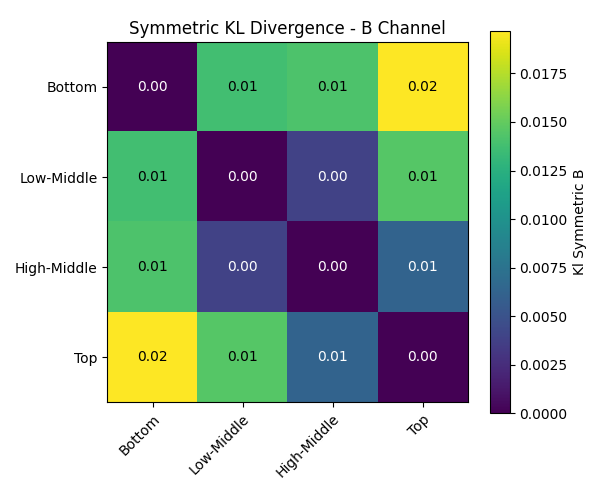 Symmetric KL Divergence - B Channel
Bottom 0.00 0.01 0.01 0.02
Low-Middle 0.01 0.00 0.00 0.01
High-Middle 0.01 0.00 0.00 0.01
Top 0.02 0.01 0.01 0.00
Bottom Low-Middle High-Middle Top
0.0175
0.0150
0.0125
0.0100
0.0075
0.0050
0.0025
0.0000
Kl Symmetric B